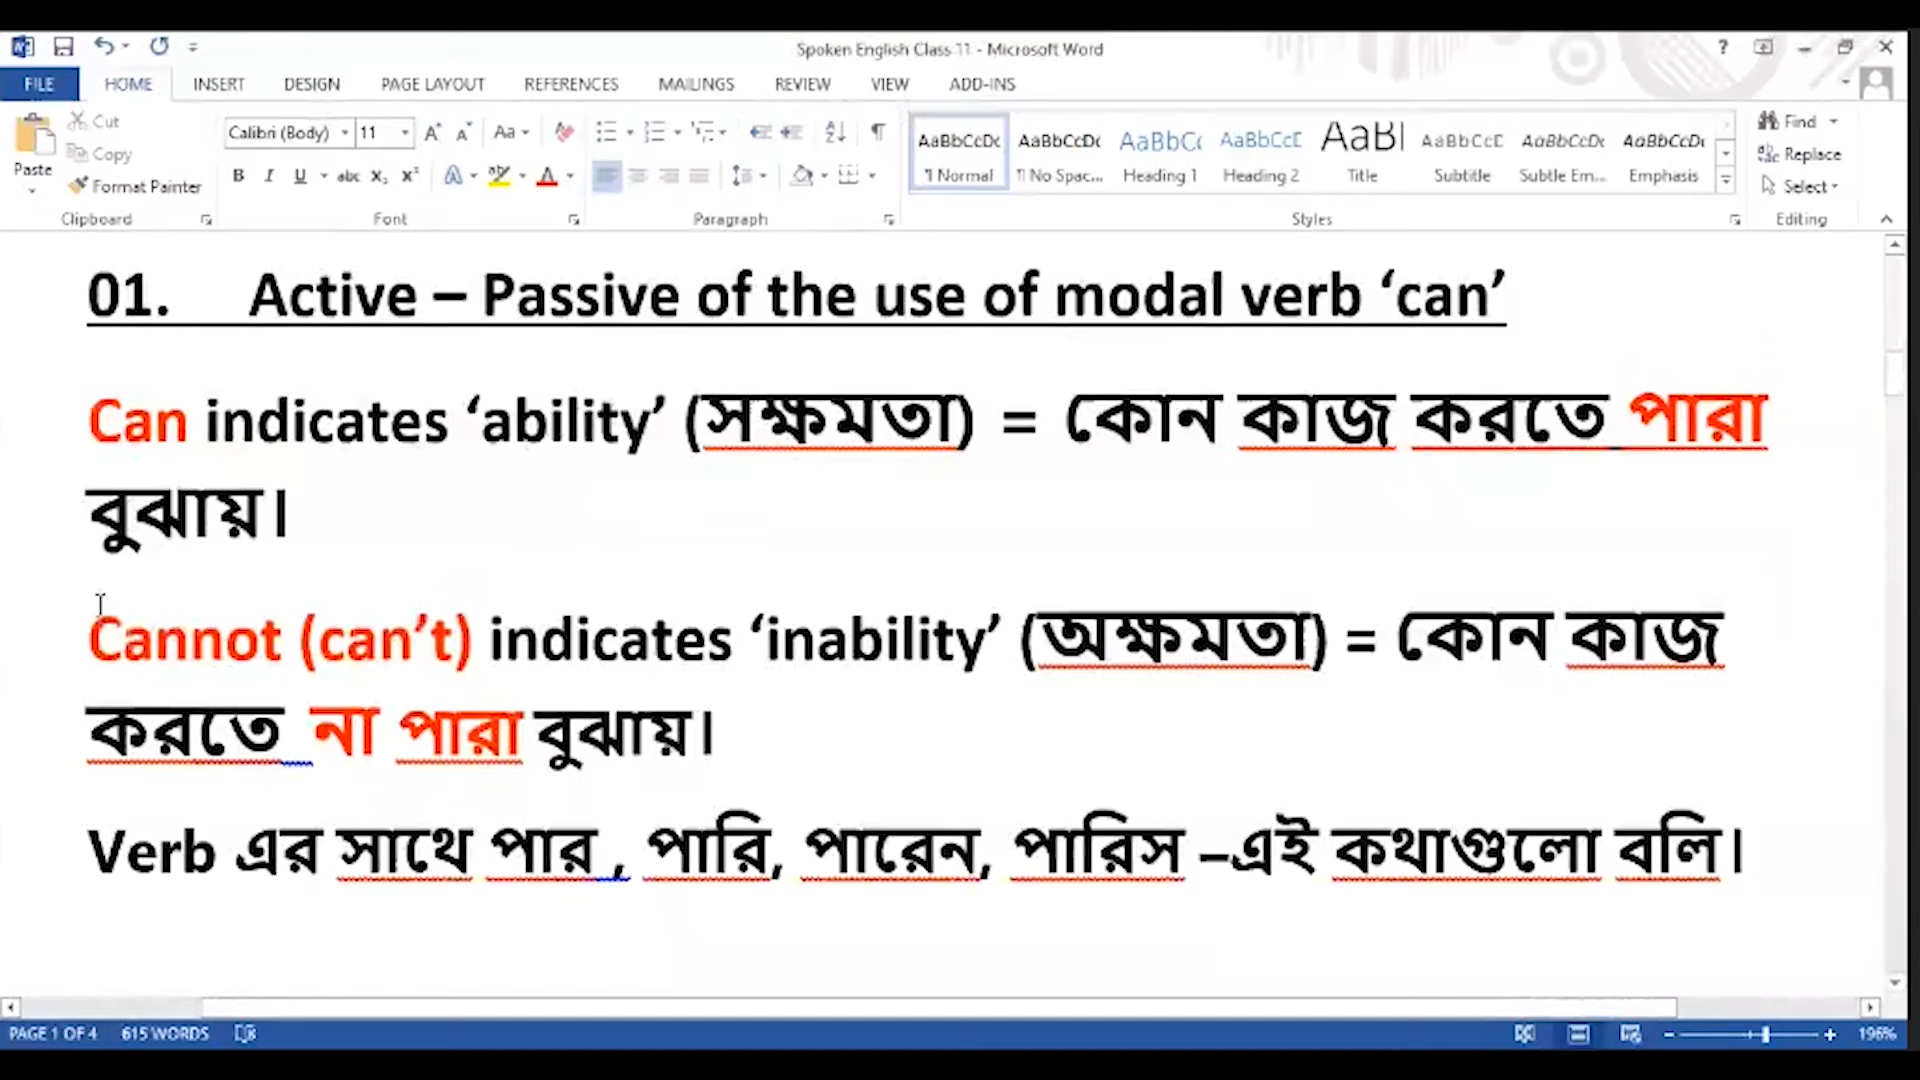 Spoken English Class 11 - Microsoft Word
FILE HOME INSERT DESIGN PAGE LAYOUT REFERENCES MAILINGS REVIEW VIEW ADD-INS
Paste
Cut
Copy
Format Painter
Clipboard
Calibri (Body) 11
Font
Paragraph
AaBbCcDc AaBbCcDc AaBbCc AaBbCcD AaBl AaBbCcD AaBbCcDc AaBbCcDc
¶ Normal ¶ No Spac... Heading 1 Heading 2 Title Subtitle Subtle Em... Emphasis
Styles
Find
Replace
Select
Editing
01. Active – Passive of the use of modal verb ‘can’
Can indicates ‘ability’ (সক্ষমতা) = কোন কাজ করতে পারা
বুঝায়।
Cannot (can’t) indicates ‘inability’ (অক্ষমতা) = কোন কাজ
করতে না পারা বুঝায়।
Verb এর সাথে পার , পারি, পারেন, পারিস –এই কথাগুলো বলি।
PAGE 1 OF 4 615 WORDS 196%